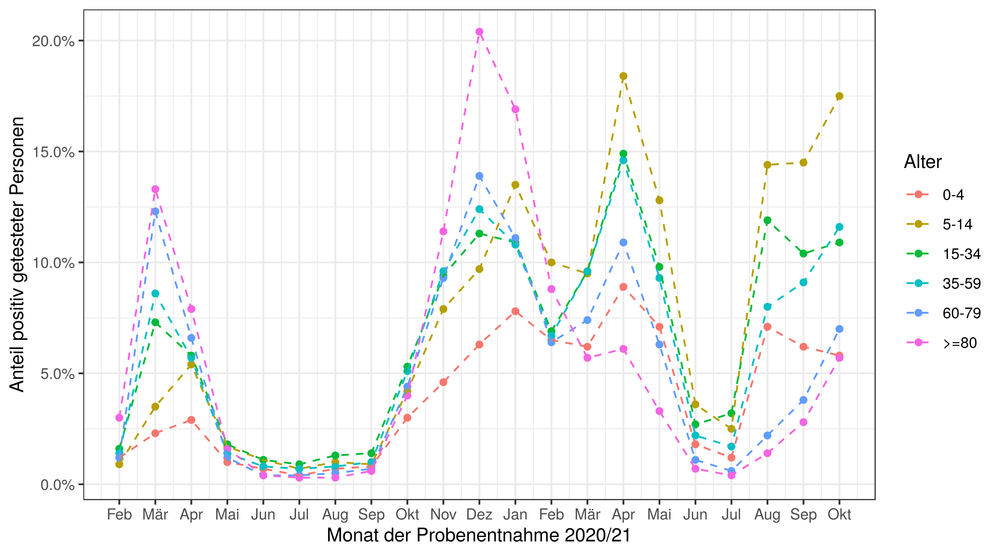 Anteil positiv getesteter Personen
20.0%
15.0%
10.0%
5.0%
0.0%
Feb Mär Apr Mai Jun Jul Aug Sep Okt Nov Dez Jan Feb Mär Apr Mai Jun Jul Aug Sep Okt
Monat der Probenentnahme 2020/21
Alter
0-4
5-14
15-34
35-59
60-79
>=80